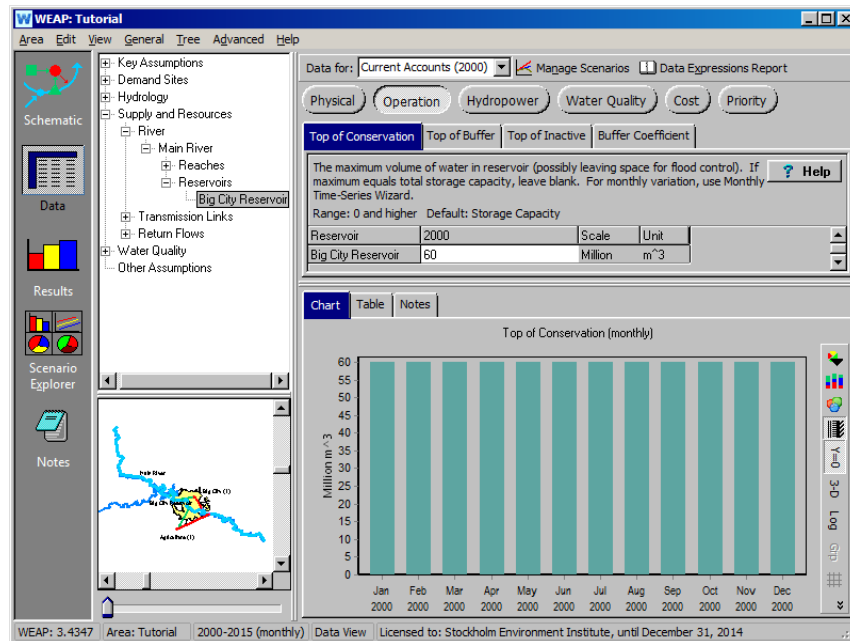 WEAP: Tutorial
Area Edit View General Tree Advanced Help
Schematic
Data
Results
Scenario
Explorer
Notes
Key Assumptions
Demand Sites
Hydrology
Supply and Resources
River
Main River
Reaches
Reservoirs
Big City Reservoir
Transmission Links
Return Flows
Water Quality
Other Assumptions
Main River
Big City (1)
Big City Reservoir
Agriculture (1)
Data for: Current Accounts (2000) Manage Scenarios Data Expressions Report
Physical Operation Hydropower Water Quality Cost Priority
Top of Conservation Top of Buffer Top of Inactive Buffer Coefficient
The maximum volume of water in reservoir (possibly leaving space for flood control). If
maximum equals total storage capacity, leave blank. For monthly variation, use Monthly
Time-Series Wizard.
? Help
Range: 0 and higher Default: Storage Capacity
Reservoir 2000 Scale Unit
Big City Reservoir 60 Million m^3
Chart Table Notes
Top of Conservation (monthly)
Million m^3
60
55
50
45
40
35
30
25
20
15
10
5
0
Jan Feb Mar Apr May Jun Jul Aug Sep Oct Nov Dec
2000 2000 2000 2000 2000 2000 2000 2000 2000 2000 2000 2000
Y=0
3-D
Log
WEAP: 3.4347 Area: Tutorial 2000-2015 (monthly) Data View Licensed to: Stockholm Environment Institute, until December 31, 2014